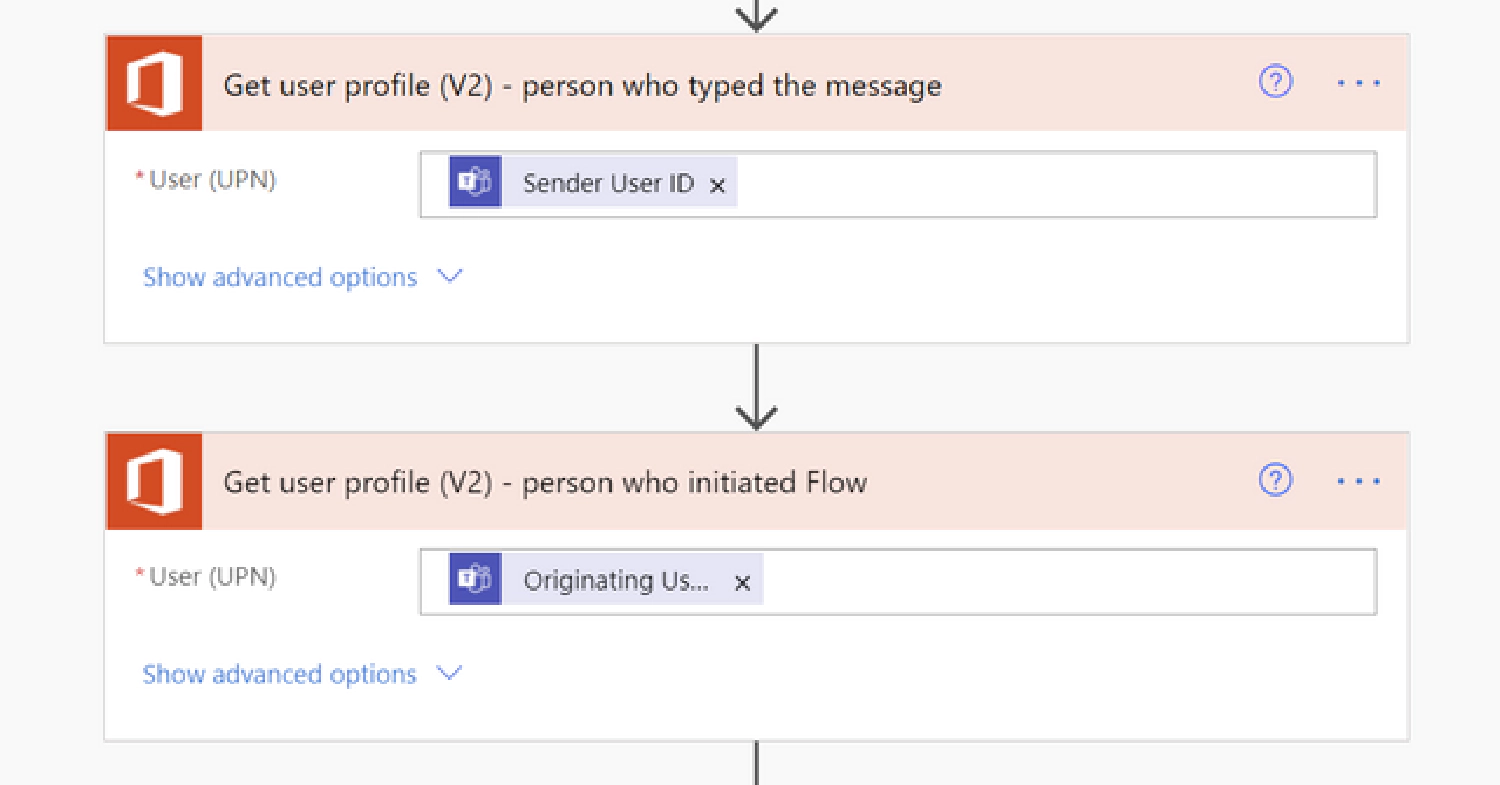 Get user profile (V2) - person who typed the message
* User (UPN)
Sender User ID ×
Show advanced options
Get user profile (V2) - person who initiated Flow
* User (UPN)
Originating Us... ×
Show advanced options